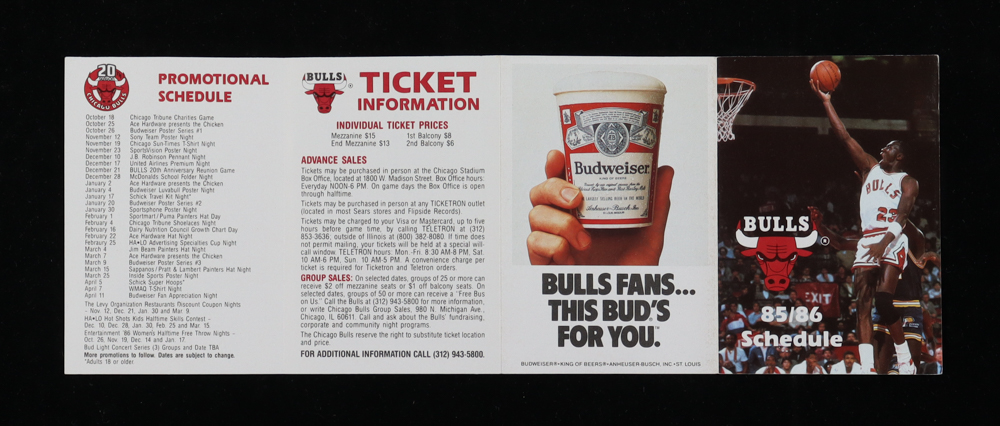 20
CHICAGO BULLS
PROMOTIONAL
SCHEDULE
October 18 Chicago Tribune Charities Game
October 25 Ace Hardware presents the Chicken
October 26 Budweiser Poster Series #1
November 12 Sony Team Poster Night
November 19 Chicago Sun-Times T-Shirt Night
November 23 SportsVision Poster Night
December 10 J.B. Robinson Pennant Night
December 17 United Airlines Premium Night
December 21 BULLS 20th Anniversary Reunion Game
December 28 McDonalds School Folder Night
January 2 Ace Hardware presents the Chicken
January 4 Budweiser Luvabull Poster Night
January 17 Schick Travel Kit Night*
January 20 Budweiser Poster Series #2
January 30 Sportsphone Poster Night
February 1 Sportmart/Puma Painters Hat Day
February 4 Chicago Tribune Shoelaces Night
February 16 Dairy Nutrition Council Growth Chart Day
February 22 Ace Hardware Hat Night
Febraury 25 HA•LO Advertising Specialties Cup Night
March 4 Jim Beam Painters Hat Night
March 7 Ace Hardware presents the Chicken
March 9 Budweiser Poster Series #3
March 15 Sappanos/Pratt & Lambert Painters Hat Night
March 25 Inside Sports Poster Night
April 5 Schick Super Hoops*
April 7 WMAQ T-Shirt Night
April 11 Budweiser Fan Appreciation Night
The Levy Organization Restaurants Discount Coupon Nights
- Nov. 12, Dec. 21, Jan. 30 and Mar. 9.
HA•LO Hot Shots Kids Halftime Skills Contest -
Dec. 10, Dec. 28, Jan. 30, Feb. 25 and Mar. 15.
Entertainment '86 Women's Halftime Free Throw Nights -
Oct. 26, Nov. 19, Dec. 14 and Jan. 17.
Bud Light Concert Series (3) Groups and Date TBA
More promotions to follow. Dates are subject to change.
*Adults 18 or older.
BULLS ®
TICKET
INFORMATION
INDIVIDUAL TICKET PRICES
Mezzanine $15 1st Balcony $8
End Mezzanine $13 2nd Balcony $6
ADVANCE SALES
Tickets may be purchased in person at the Chicago Stadium
Box Office, located at 1800 W. Madison Street. Box Office hours:
Everyday NOON-6 PM. On game days the Box Office is open
through halftime.
Tickets may be purchased in person at any TICKETRON outlet
(located in most Sears stores and Flipside Records).
Tickets may be charged to your Visa or Mastercard, up to five
hours before game time, by calling TELETRON at (312)
853-3636; outside of Illinois at (800) 382-8080. If time does
not permit mailing, your tickets will be held at a special will-
call window. TELETRON hours: Mon.-Fri. 8:30 AM-8 PM, Sat.
10 AM-6 PM, Sun. 10 AM-5 PM. A convenience charge per
ticket is required for Ticketron and Teletron orders.
GROUP SALES: On selected dates, groups of 25 or more can
receive $2 off mezzanine seats or $1 off balcony seats. On
selected dates, groups of 50 or more can receive a "Free Bus
on Us." Call the Bulls at (312) 943-5800 for more information,
or write Chicago Bulls Group Sales, 980 N. Michigan Ave.,
Chicago, IL 60611. Call and ask about the Bulls' fundraising,
corporate and community night programs.
The Chicago Bulls reserve the right to substitute ticket location
and price.
FOR ADDITIONAL INFORMATION CALL (312) 943-5800.
Budweiser
KING OF BEERS
Anheuser-Busch, Inc.
BULLS FANS...
THIS BUD'S
FOR YOU.™
BUDWEISER®•KING OF BEERS®•ANHEUSER-BUSCH, INC.•ST. LOUIS
BULLS
23
BULLS ®
EXIT
85/86
Schedule